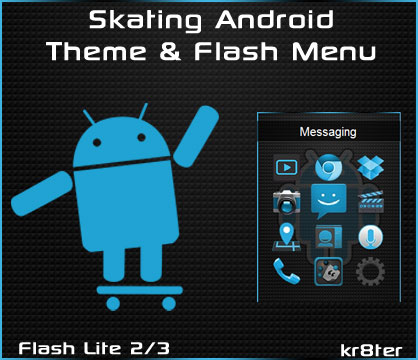 Skating Android
Theme & Flash Menu
Messaging
Flash Lite 2/3
kr8ter